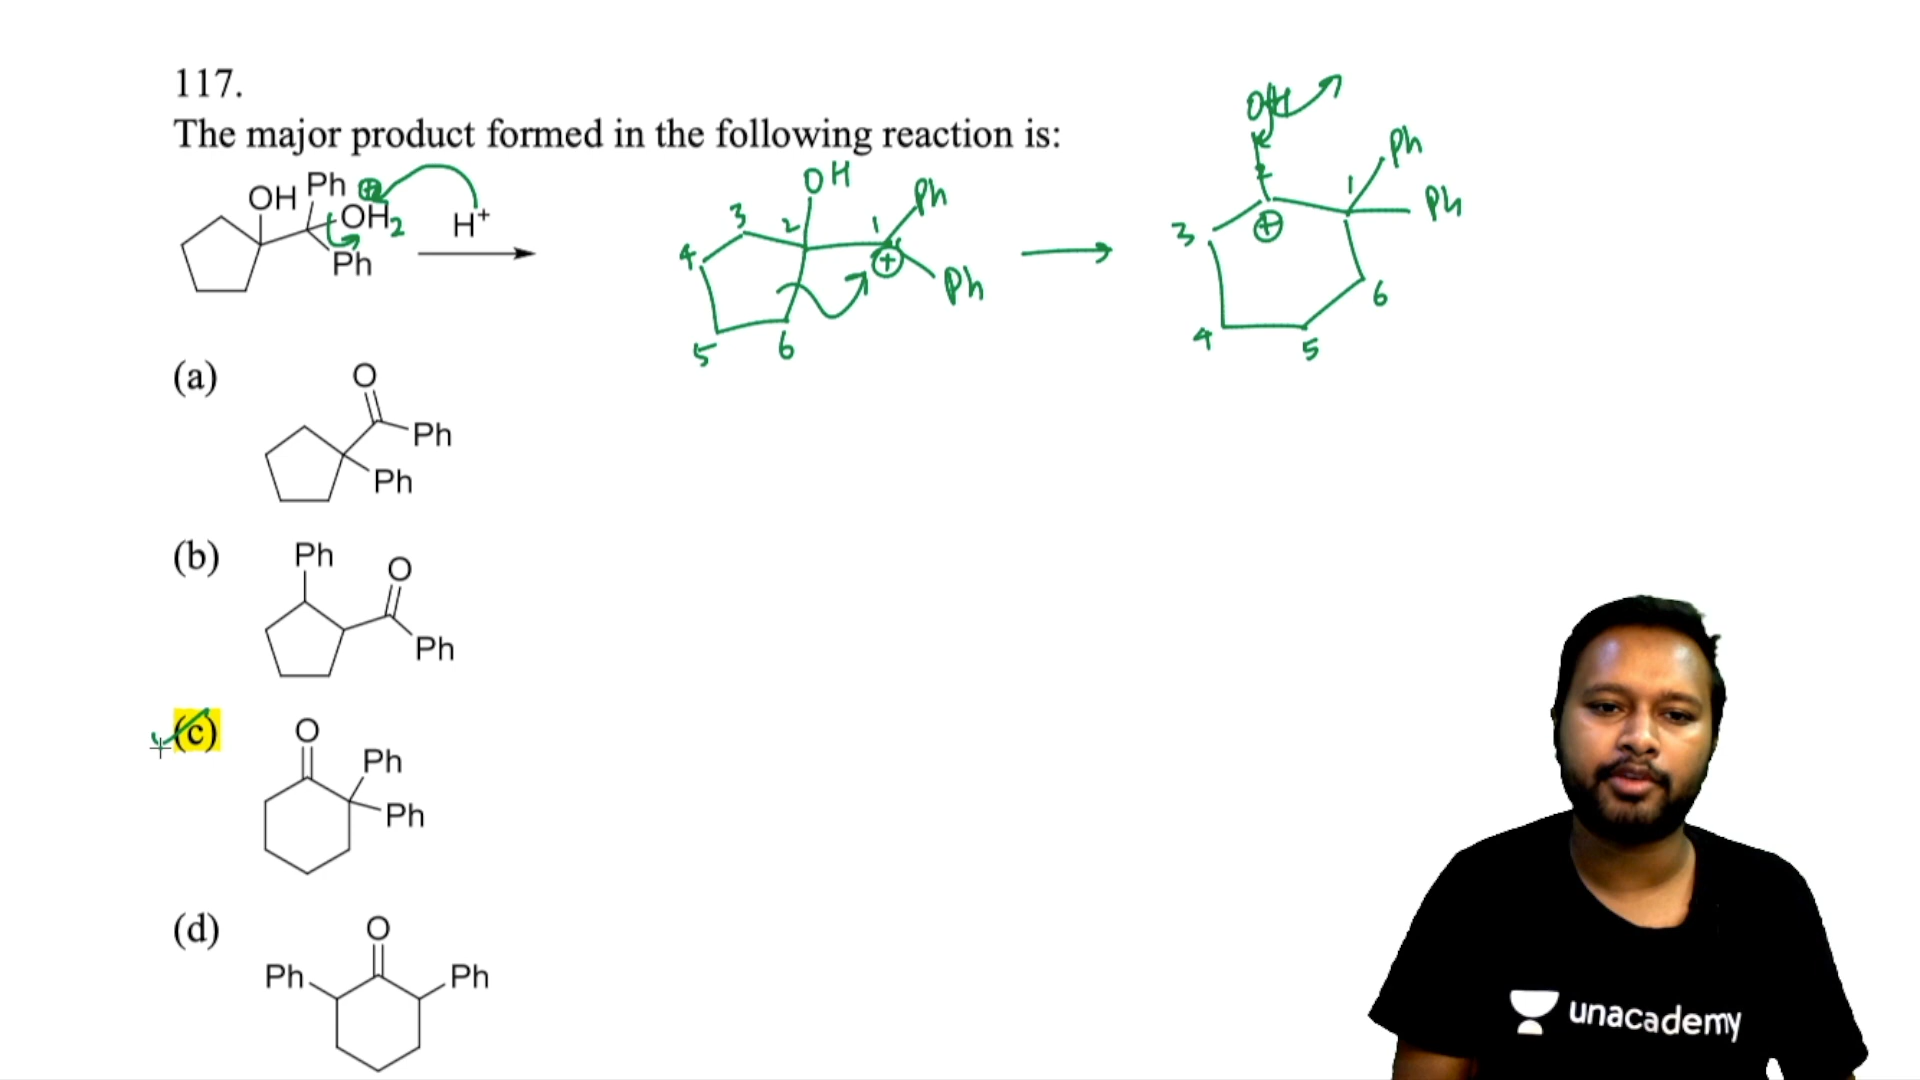 117.
The major product formed in the following reaction is:
OH Ph ⊕
OH2
H+
Ph
OH
Ph
3 2 1
4 ⊕
Ph
5 6
OH
Ph
2 1
Ph
3 ⊕
6
4 5
(a)
O
Ph
Ph
(b)
Ph
O
Ph
(c)
O
Ph
Ph
(d)
O
Ph Ph
unacademy